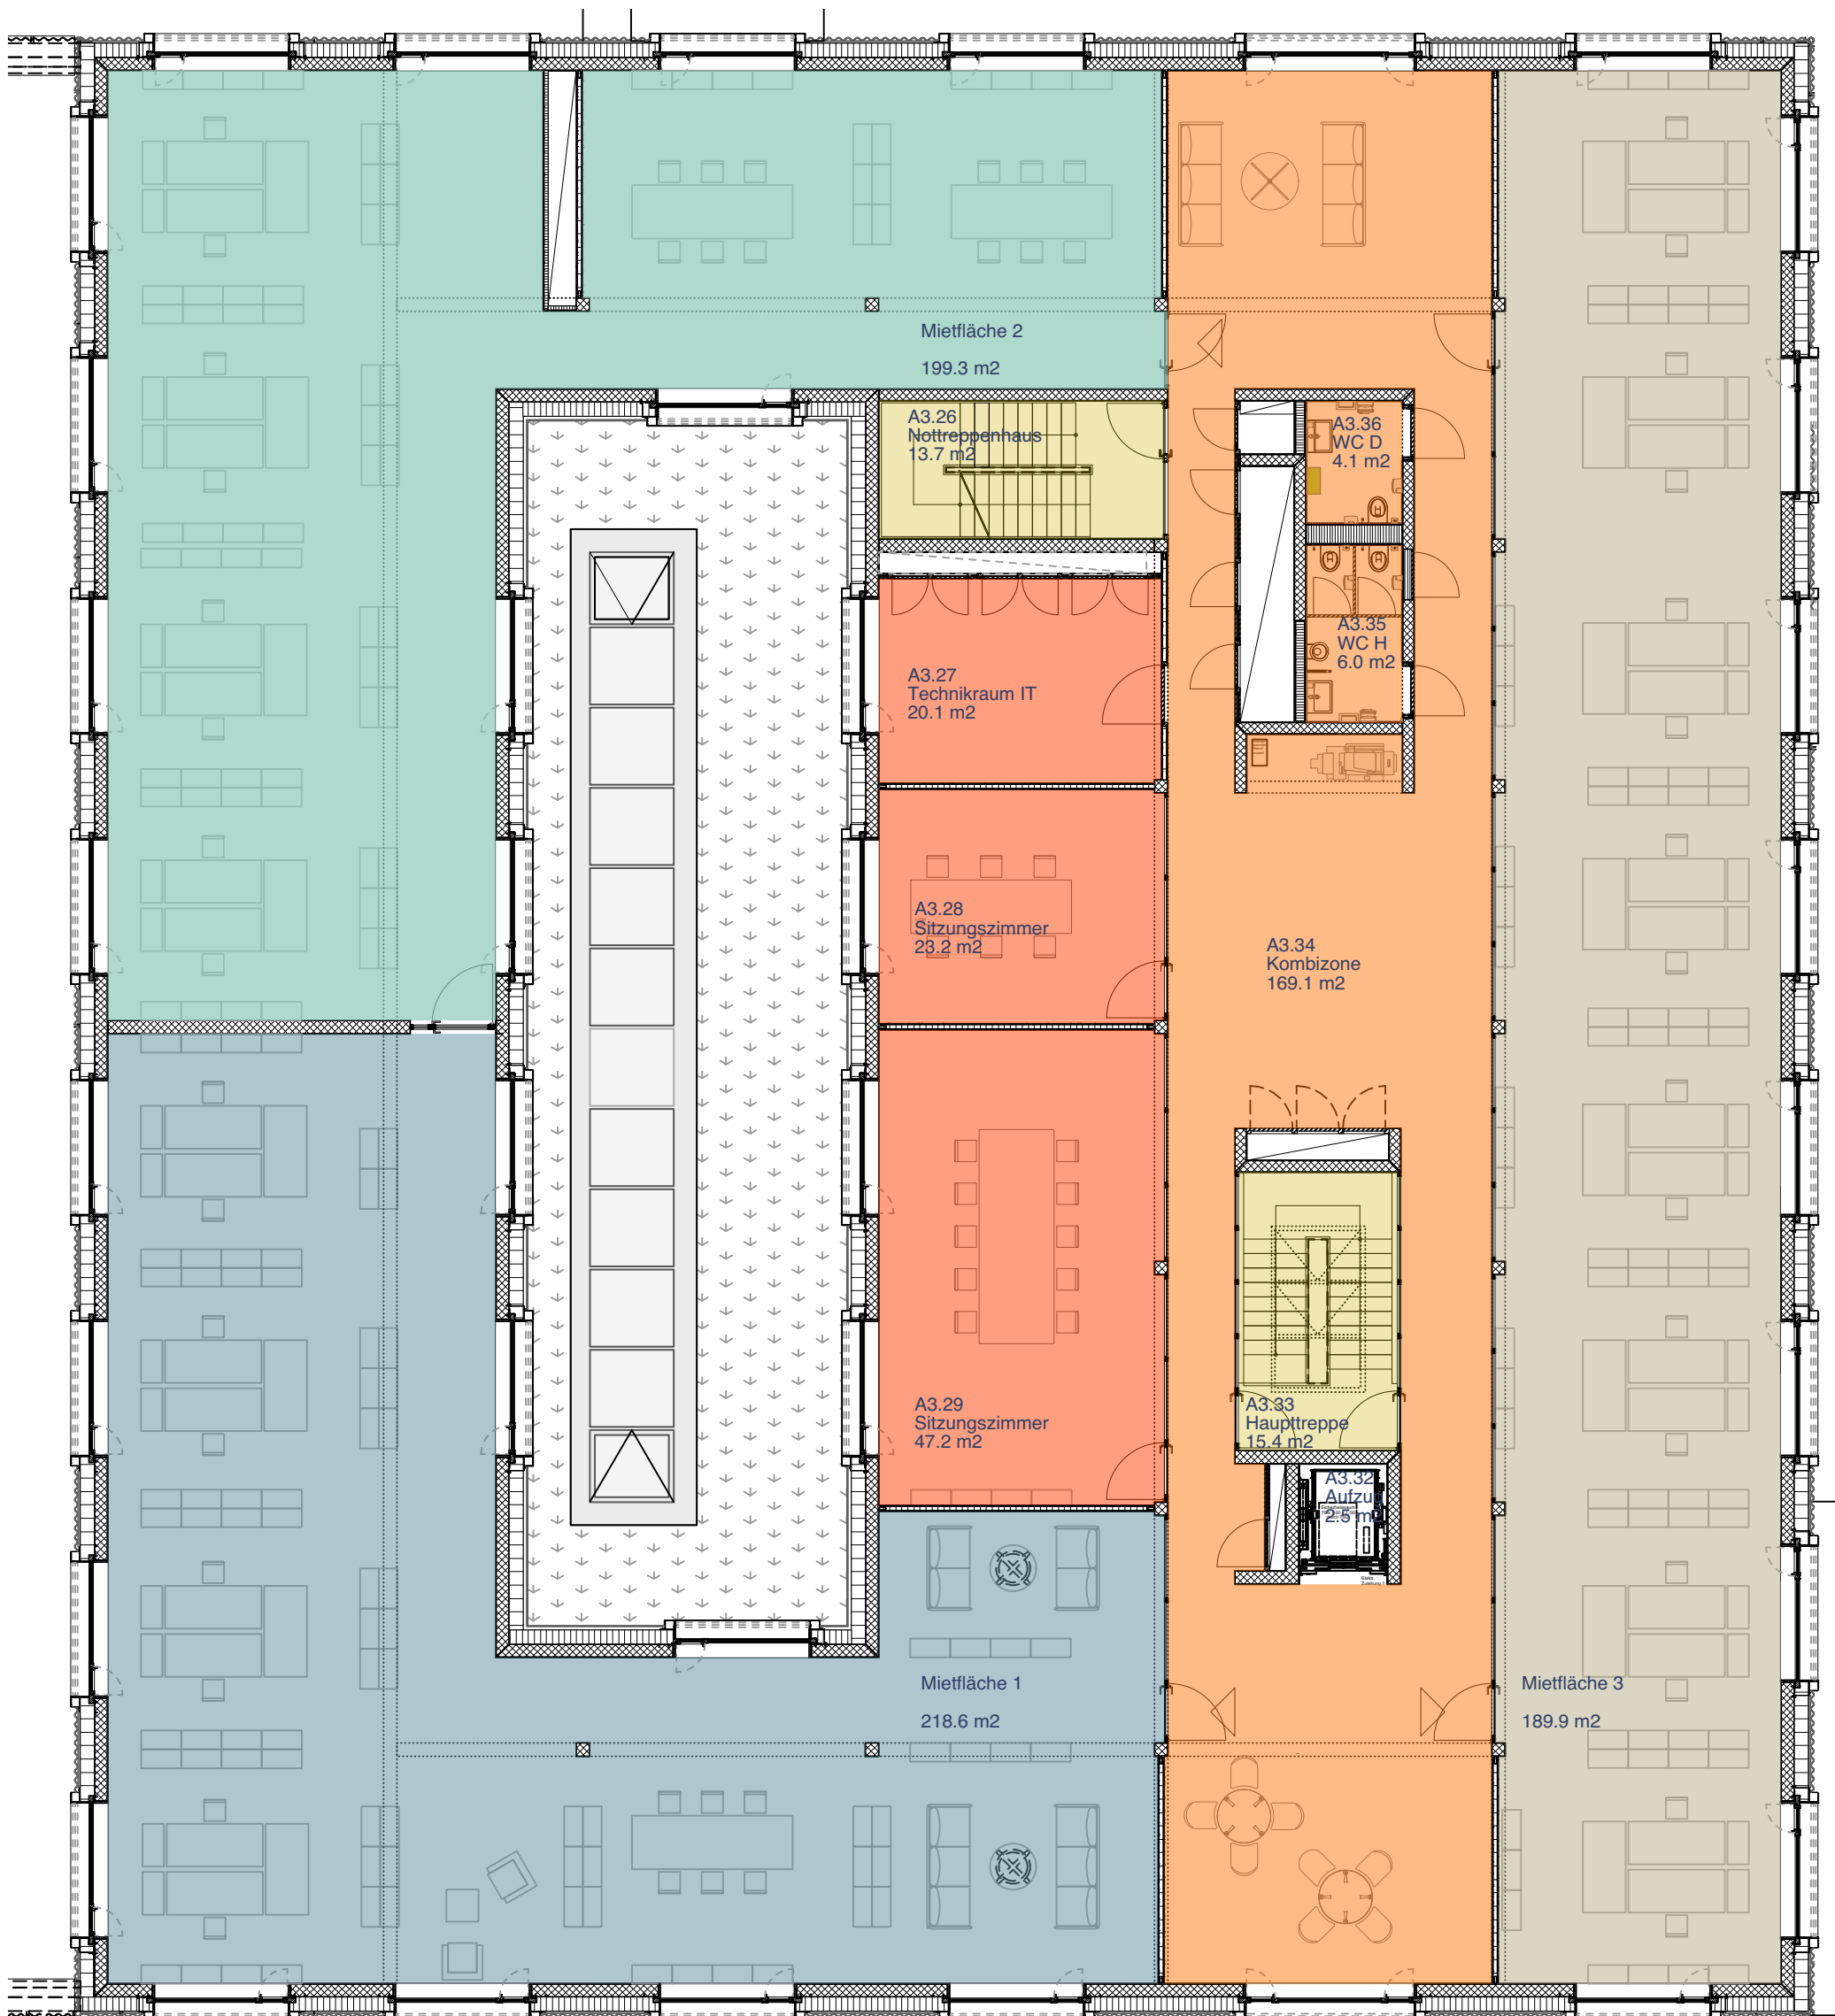 Mietfläche 2
199.3 m2
A3.26
Nottreppenhaus
13.7 m2
A3.36
WC D
4.1 m2
A3.35
WC H
6.0 m2
A3.27
Technikraum IT
20.1 m2
A3.28
Sitzungszimmer
23.2 m2
A3.34
Kombizone
169.1 m2
A3.29
Sitzungszimmer
47.2 m2
A3.33
Haupttreppe
15.4 m2
A3.32
Aufzug
2.5 m2
Elekt.
Zuleitung ?
Mietfläche 1
218.6 m2
Mietfläche 3
189.9 m2